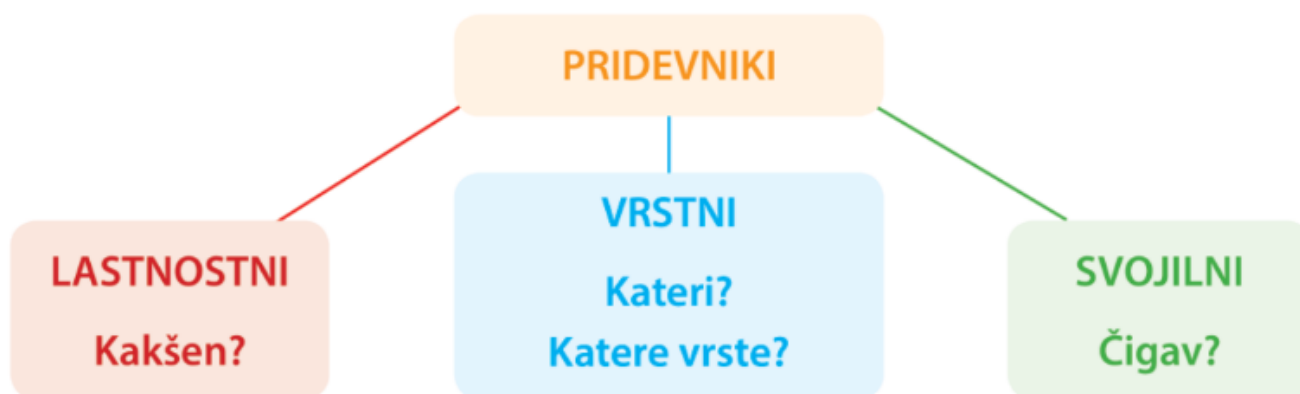 PRIDEVNIKI
LASTNOSTNI
Kakšen?
VRSTNI
Kateri?
Katere vrste?
SVOJILNI
Čigav?